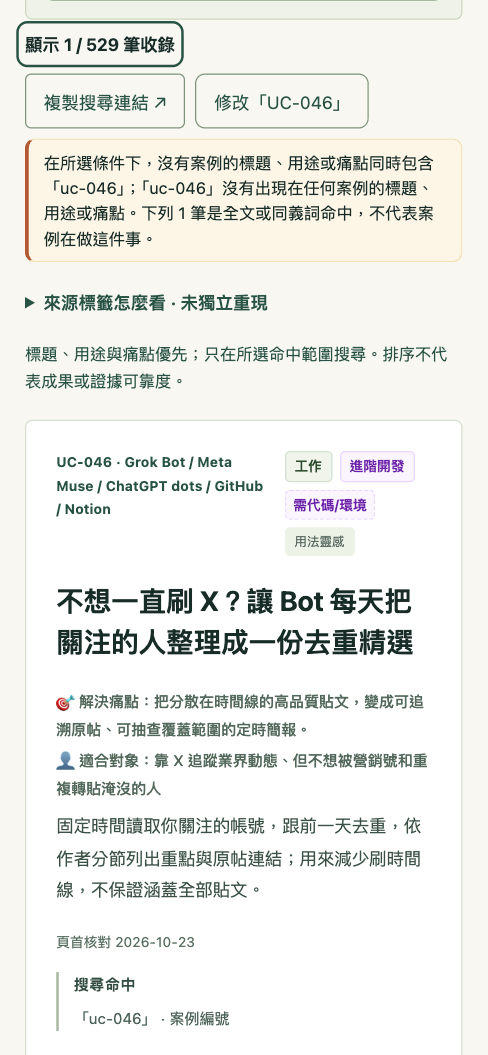 顯示 1 / 529 筆收錄
複製搜尋連結 ↗
修改「UC-046」
在所選條件下，沒有案例的標題、用途或痛點同時包含
「uc-046」；「uc-046」沒有出現在任何案例的標題、
用途或痛點。下列 1 筆是全文或同義詞命中，不代表案
例在做這件事。
▶ 來源標籤怎麼看 · 未獨立重現
標題、用途與痛點優先；只在所選命中範圍搜尋。排序不代
表成果或證據可靠度。
UC-046 · Grok Bot / Meta
Muse / ChatGPT dots / GitHub
/ Notion
工作
進階開發
需代碼/環境
用法靈感
不想一直刷 X？讓 Bot 每天把
關注的人整理成一份去重精選
🎯 解決痛點：把分散在時間線的高品質貼文，變成可追
溯原帖、可抽查覆蓋範圍的定時簡報。
👤 適合對象：靠 X 追蹤業界動態、但不想被營銷號和重
複轉貼淹沒的人
固定時間讀取你關注的帳號，跟前一天去重，依
作者分節列出重點與原帖連結；用來減少刷時間
線，不保證涵蓋全部貼文。
頁首核對 2026-10-23
搜尋命中
「uc-046」 · 案例編號